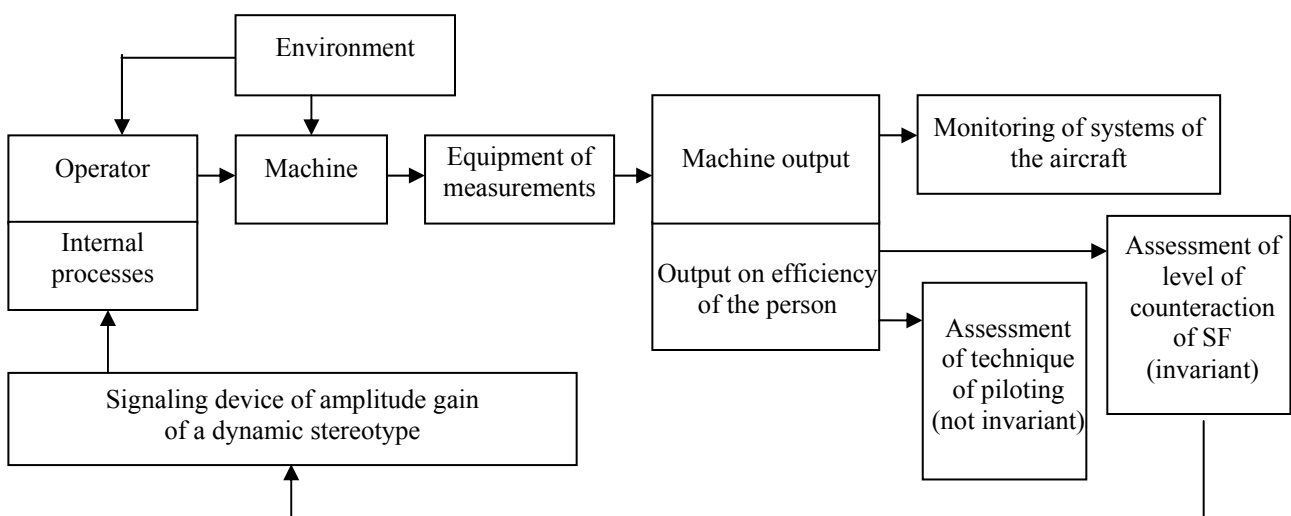 Environment
Operator
Internal
processes
Machine
Equipment of
measurements
Machine output
Output on efficiency
of the person
Monitoring of systems of
the aircraft
Assessment
of technique
of piloting
(not invariant)
Assessment of
level of
counteraction
of SF
(invariant)
Signaling device of amplitude gain
of a dynamic stereotype